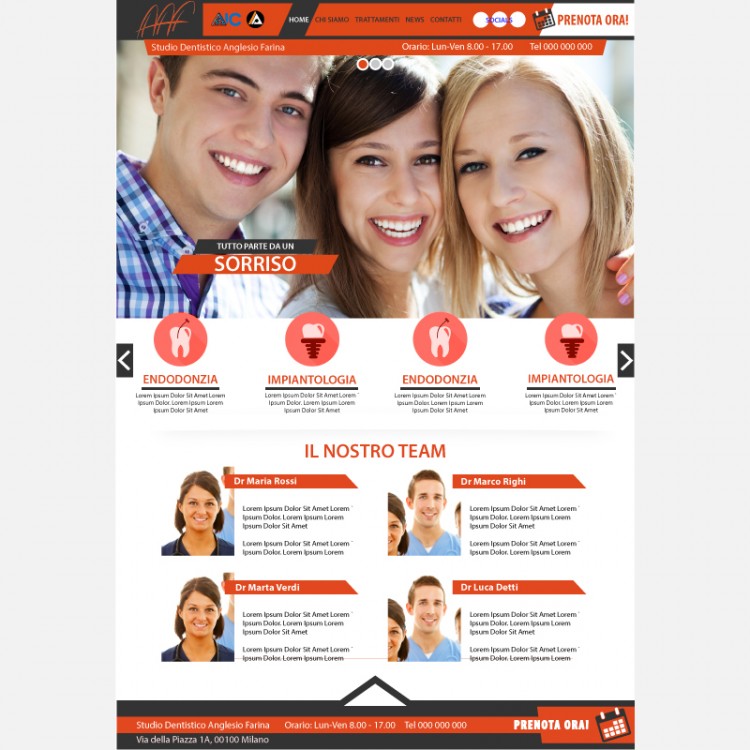 AAF
AIC
HOME CHI SIAMO TRATTAMENTI NEWS CONTATTI SOCIALS PRENOTA ORA!
Studio Dentistico Anglesio Farina Orario: Lun-Ven 8.00 - 17.00 Tel 000 000 000
TUTTO PARTE DA UN
SORRISO
ENDODONZIA
Lorem Ipsum Dolor Sit Amet Lorem
Ipsum Dolor. Lorem Ipsum Lorem
Ipsum Dolor Sit Amet
IMPIANTOLOGIA
Lorem Ipsum Dolor Sit Amet Lorem
Ipsum Dolor. Lorem Ipsum Lorem
Ipsum Dolor Sit Amet
ENDODONZIA
Lorem Ipsum Dolor Sit Amet Lorem
Ipsum Dolor. Lorem Ipsum Lorem
Ipsum Dolor Sit Amet
IMPIANTOLOGIA
Lorem Ipsum Dolor Sit Amet Lorem
Ipsum Dolor. Lorem Ipsum Lorem
Ipsum Dolor Sit Amet
IL NOSTRO TEAM
Dr Maria Rossi
Lorem Ipsum Dolor Sit Amet Lorem
Ipsum Dolor. Lorem Ipsum Lorem
Ipsum Dolor Sit Amet
Lorem Ipsum Dolor Sit Amet Lorem
Ipsum Dolor. Lorem Ipsum Lorem
Dr Marco Righi
Lorem Ipsum Dolor Sit Amet Lorem
Ipsum Dolor. Lorem Ipsum Lorem
Ipsum Dolor Sit Amet
Lorem Ipsum Dolor Sit Amet Lorem
Ipsum Dolor. Lorem Ipsum Lorem
Dr Marta Verdi
Lorem Ipsum Dolor Sit Amet Lorem
Ipsum Dolor. Lorem Ipsum Lorem
Ipsum Dolor Sit Amet
Lorem Ipsum Dolor Sit Amet Lorem
Ipsum Dolor. Lorem Ipsum Lorem
Dr Luca Detti
Lorem Ipsum Dolor Sit Amet Lorem
Ipsum Dolor. Lorem Ipsum Lorem
Ipsum Dolor Sit Amet
Lorem Ipsum Dolor Sit Amet Lorem
Ipsum Dolor. Lorem Ipsum Lorem
Studio Dentistico Anglesio Farina Orario: Lun-Ven 8.00 - 17.00 Tel 000 000 000 PRENOTA ORA!
Via della Piazza 1A, 00100 Milano